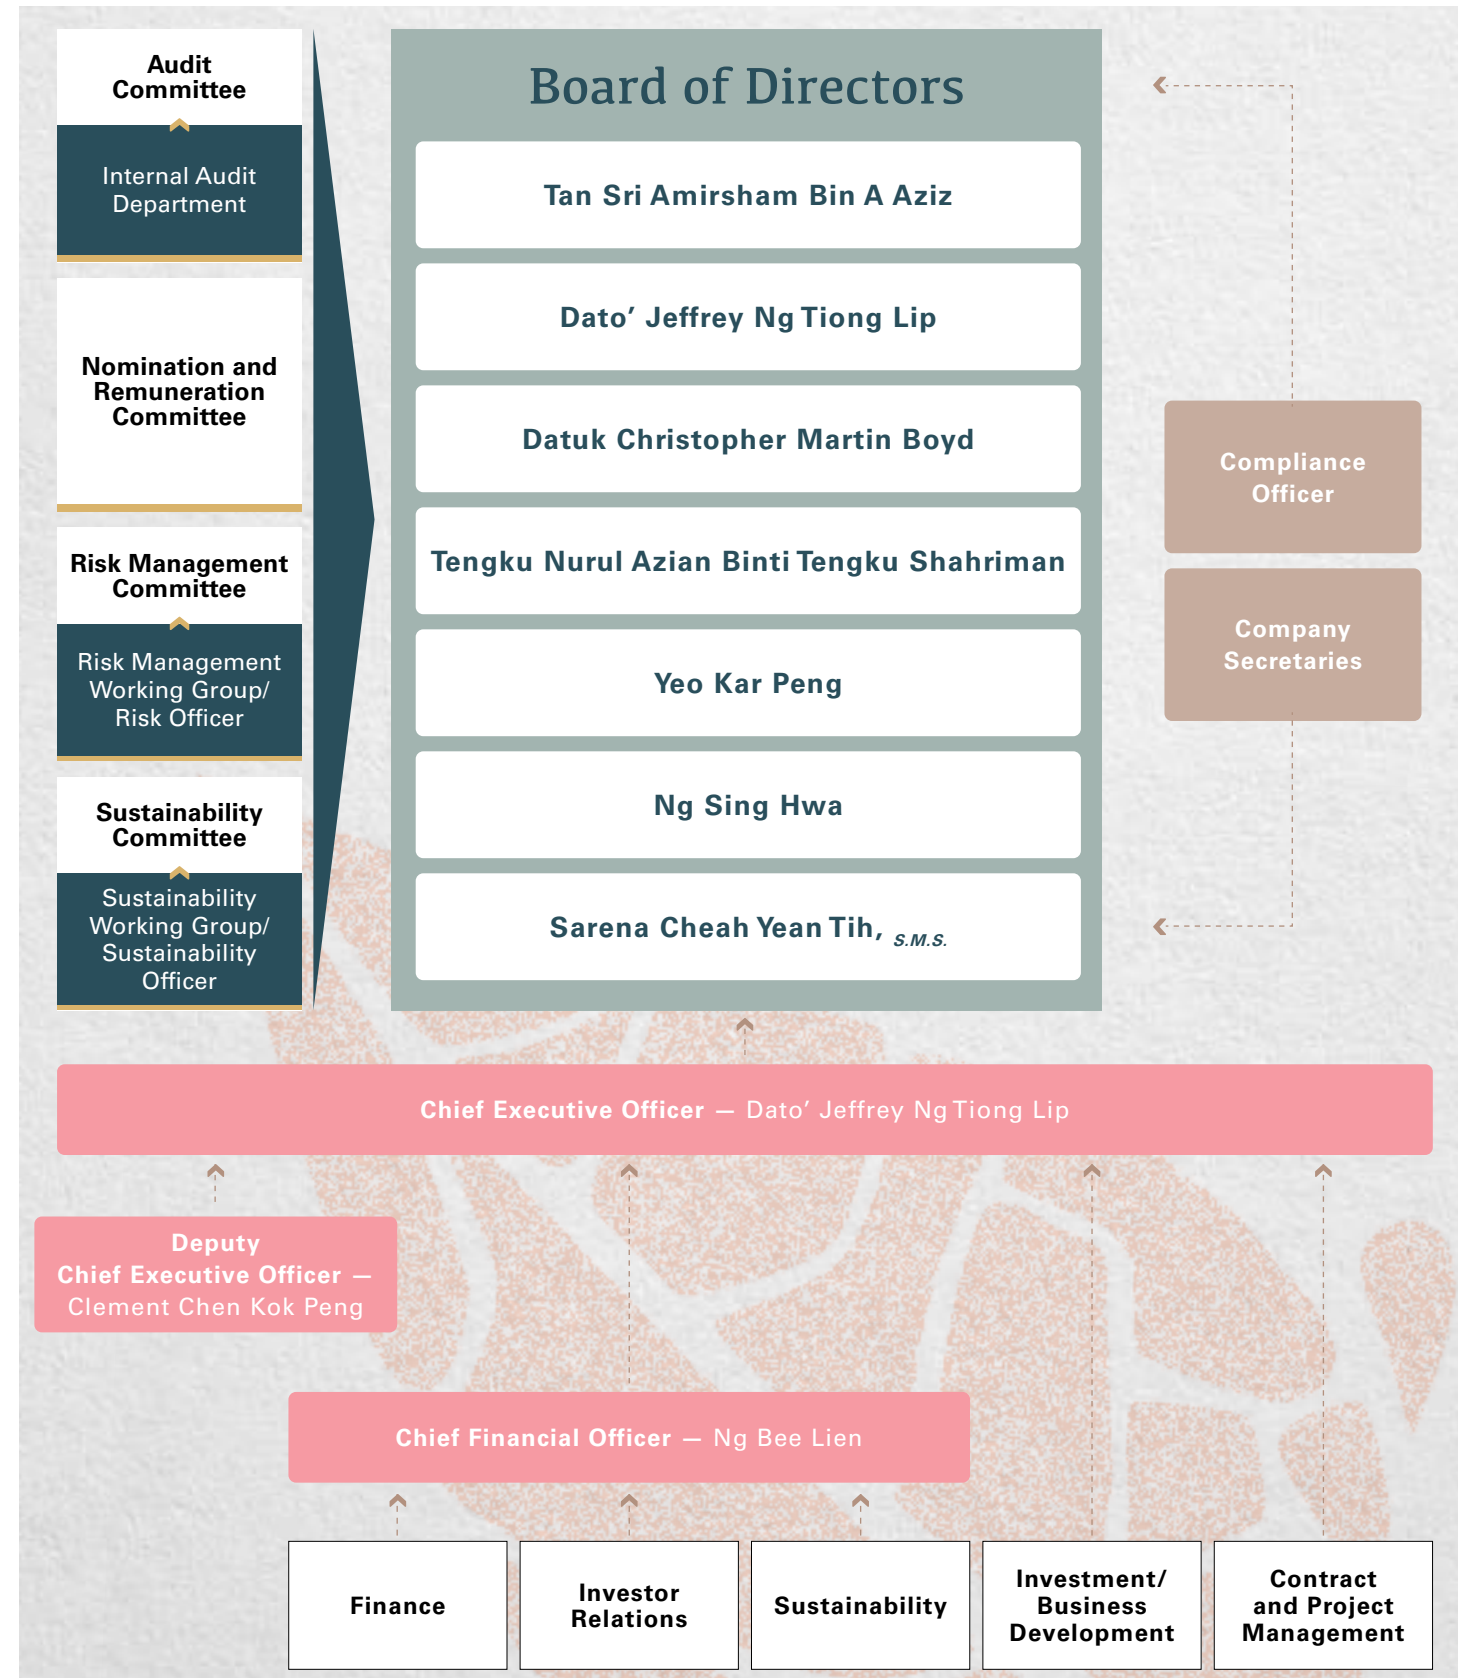 Audit
Committee
Internal Audit
Department
Nomination and
Remuneration
Committee
Risk Management
Committee
Risk Management
Working Group/
Risk Officer
Sustainability
Committee
Sustainability
Working Group/
Sustainability
Officer
Board of Directors
Tan Sri Amirsham Bin A Aziz
Dato’ Jeffrey Ng Tiong Lip
Datuk Christopher Martin Boyd
Tengku Nurul Azian Binti Tengku Shahriman
Yeo Kar Peng
Ng Sing Hwa
Sarena Cheah Yean Tih, S.M.S.
Compliance
Officer
Company
Secretaries
Chief Executive Officer — Dato’ Jeffrey Ng Tiong Lip
Deputy
Chief Executive Officer —
Clement Chen Kok Peng
Chief Financial Officer — Ng Bee Lien
Finance
Investor
Relations
Sustainability
Investment/
Business
Development
Contract
and Project
Management